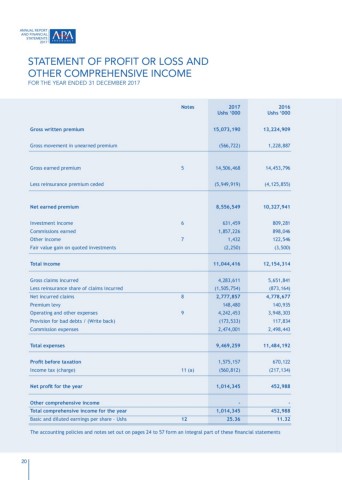 ANNUAL REPORT
AND FINANCIAL
STATEMENTS
2017
APA
STATEMENT OF PROFIT OR LOSS AND
OTHER COMPREHENSIVE INCOME
FOR THE YEAR ENDED 31 DECEMBER 2017
Notes 2017 2016
Ushs '000 Ushs '000
Gross written premium 15,073,190 13,224,909
Gross movement in unearned premium (566,722) 1,228,887
Gross earned premium 5 14,506,468 14,453,796
Less reinsurance premium ceded (5,949,919) (4,125,855)
Net earned premium 8,556,549 10,327,941
Investment income 6 631,459 809,281
Commissions earned 1,857,226 898,046
Other income 7 1,432 122,546
Fair value gain on quoted investments (2,250) (3,500)
Total income 11,044,416 12,154,314
Gross claims incurred 4,283,611 5,651,841
Less reinsurance share of claims incurred (1,505,754) (873,164)
Net incurred claims 8 2,777,857 4,778,677
Premium levy 148,480 140,935
Operating and other expenses 9 4,242,453 3,948,303
Provision for bad debts / (Write back) (173,533) 117,834
Commission expenses 2,474,001 2,498,443
Total expenses 9,469,259 11,484,192
Profit before taxation 1,575,157 670,122
Income tax (charge) 11 (a) (560,812) (217,134)
Net profit for the year 1,014,345 452,988
Other comprehensive income - -
Total comprehensive income for the year 1,014,345 452,988
Basic and diluted earnings per share - Ushs 12 25.36 11.32
The accounting policies and notes set out on pages 24 to 57 form an integral part of these financial statements
20